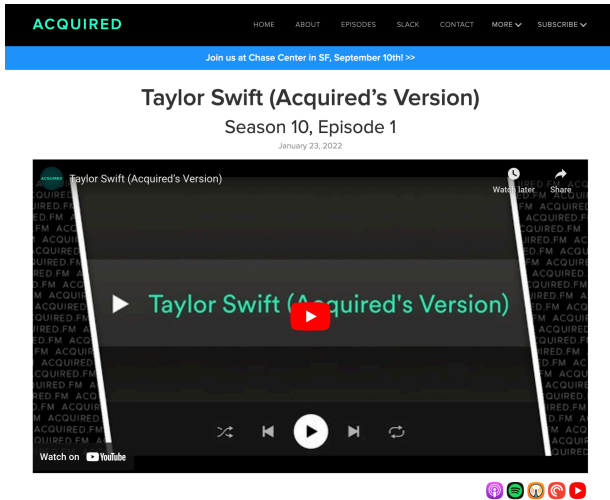 ACQUIRED
HOME ABOUT EPISODES SLACK CONTACT MORE SUBSCRIBE
Join us at Chase Center in SF, September 10th! >>
Taylor Swift (Acquired’s Version)
Season 10, Episode 1
January 23, 2022
ACQUIRED
Taylor Swift (Acquired’s Version)
Watch later
Share
Taylor Swift (Acquired's Version)
Watch on YouTube